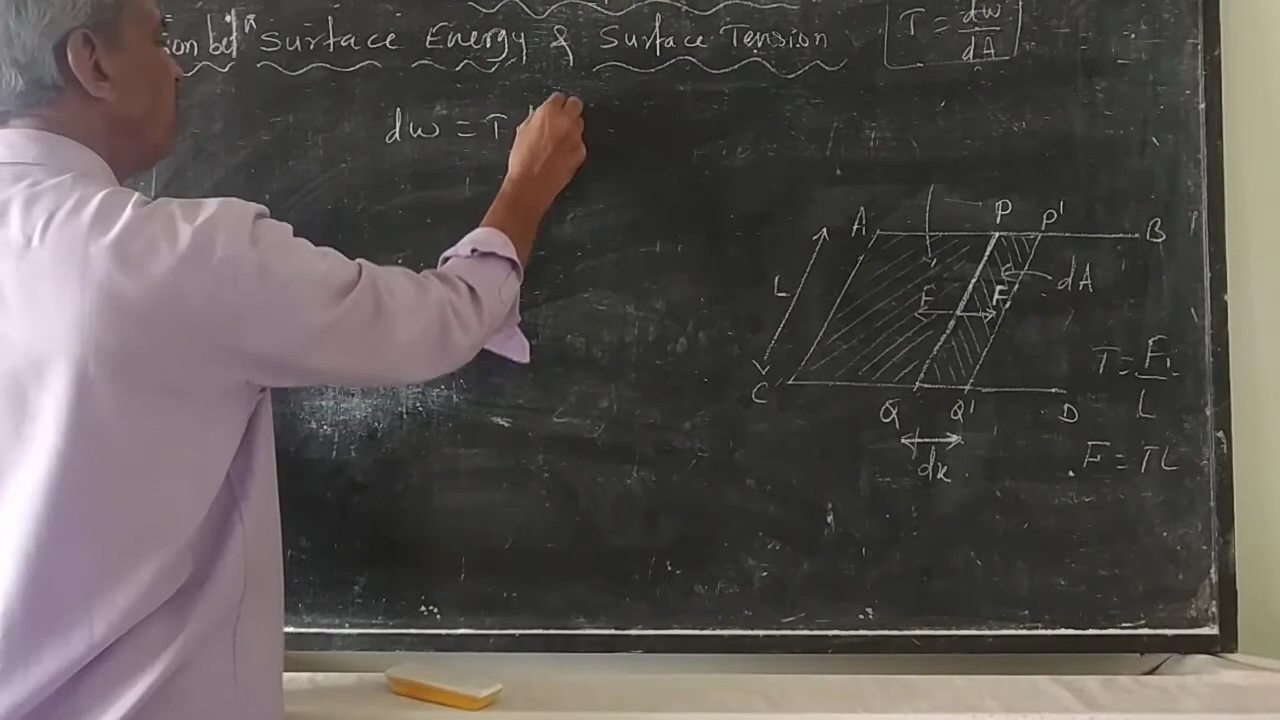 Surface Energy & Surface Tension
T = dw/dA
dw = T
A P P' B
L
F F dA
C Q Q' D
dx
T = F/L
F = TL